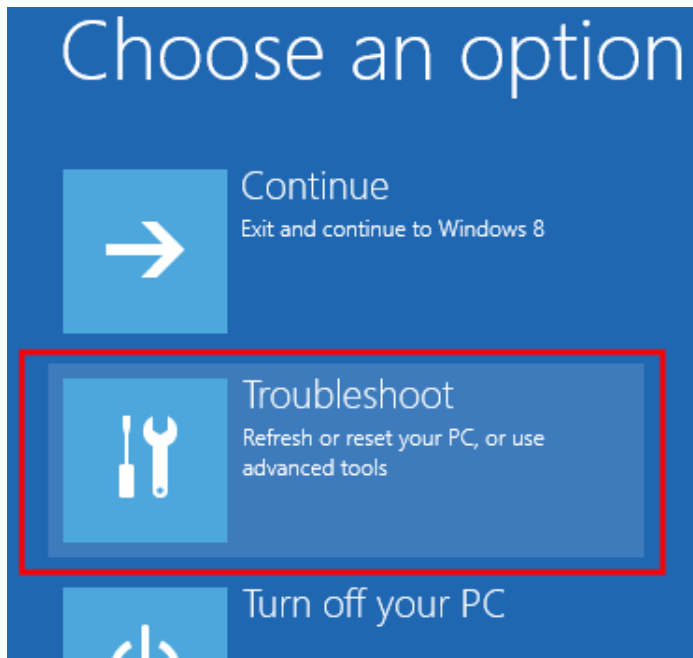 Choose an option
Continue
Exit and continue to Windows 8
Troubleshoot
Refresh or reset your PC, or use
advanced tools
Turn off your PC